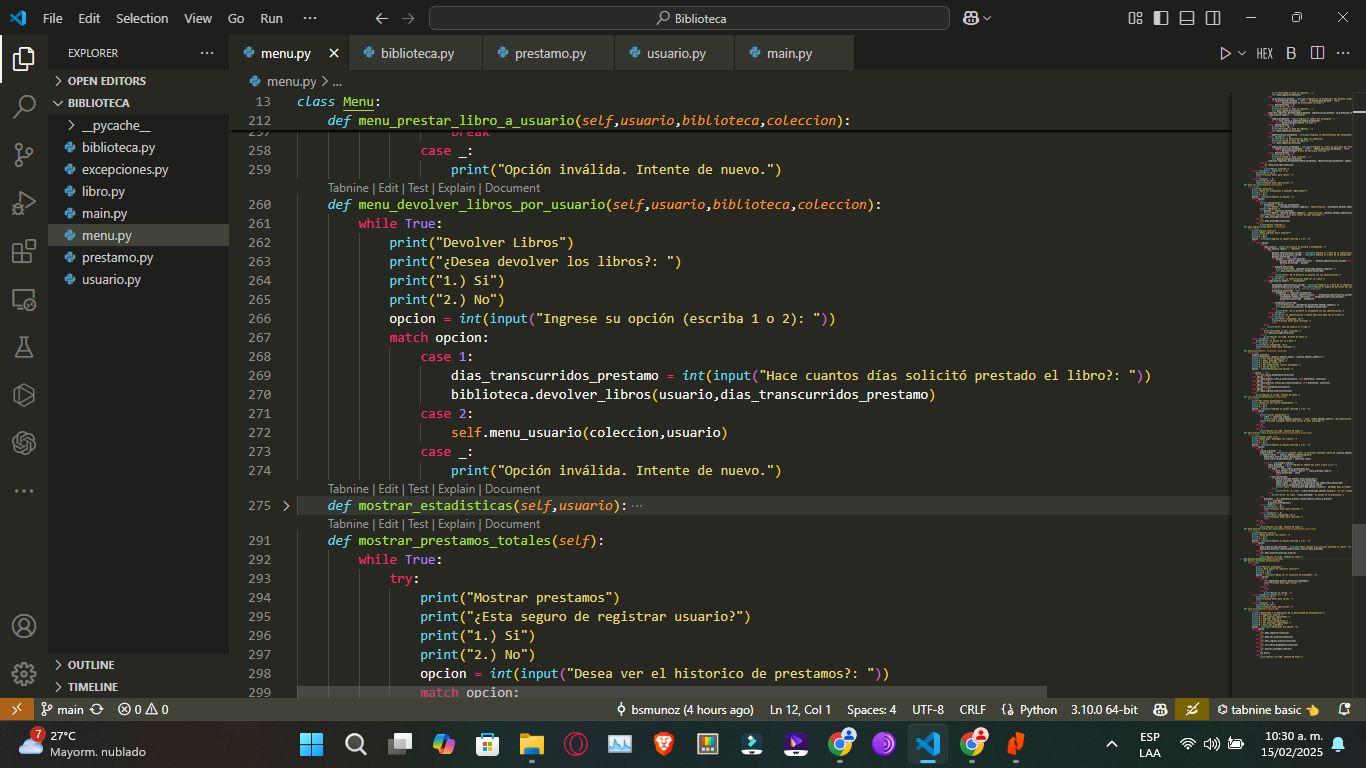 File Edit Selection View Go Run ··· Biblioteca
EXPLORER ···
OPEN EDITORS
BIBLIOTECA
__pycache__
biblioteca.py
excepciones.py
libro.py
main.py
menu.py
prestamo.py
usuario.py
OUTLINE
TIMELINE
menu.py biblioteca.py prestamo.py usuario.py main.py HEX B
menu.py > ...
13 class Menu:
212 def menu_prestar_libro_a_usuario(self,usuario,biblioteca,coleccion):
257 break
258 case _:
259 print("Opción inválida. Intente de nuevo.")
Tabnine | Edit | Test | Explain | Document
260 def menu_devolver_libros_por_usuario(self,usuario,biblioteca,coleccion):
261 while True:
262 print("Devolver Libros")
263 print("¿Desea devolver los libros?: ")
264 print("1.) Si")
265 print("2.) No")
266 opcion = int(input("Ingrese su opción (escriba 1 o 2): "))
267 match opcion:
268 case 1:
269 dias_transcurridos_prestamo = int(input("Hace cuantos días solicitó prestado el libro?: "))
270 biblioteca.devolver_libros(usuario,dias_transcurridos_prestamo)
271 case 2:
272 self.menu_usuario(coleccion,usuario)
273 case _:
274 print("Opción inválida. Intente de nuevo.")
Tabnine | Edit | Test | Explain | Document
275 def mostrar_estadisticas(self,usuario): ···
Tabnine | Edit | Test | Explain | Document
291 def mostrar_prestamos_totales(self):
292 while True:
293 try:
294 print("Mostrar prestamos")
295 print("¿Esta seguro de registrar usuario?")
296 print("1.) Si")
297 print("2.) No")
298 opcion = int(input("Desea ver el historico de prestamos?: "))
299 match opcion:
main 0 0 bsmunoz (4 hours ago) Ln 12, Col 1 Spaces: 4 UTF-8 CRLF Python 3.10.0 64-bit tabnine basic
7 27°C
Mayorm. nublado
ESP
LAA
10:30 a. m.
15/02/2025